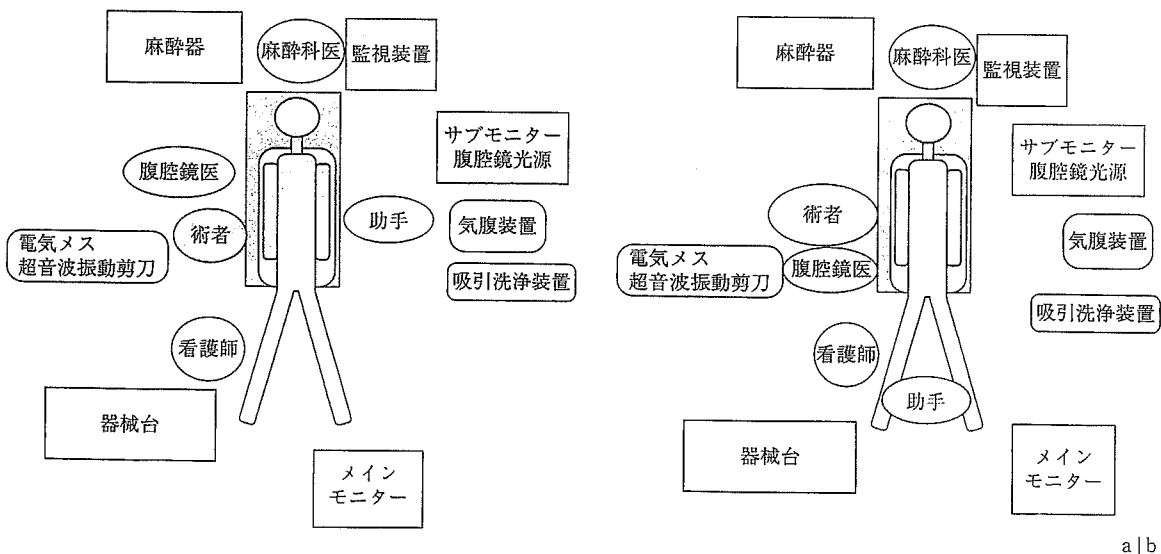 麻酔器
麻酔科医
監視装置
サブモニター
腹腔鏡光源
腹腔鏡医
術者
助手
気腹装置
電気メス
超音波振動剪刀
吸引洗浄装置
看護師
器械台
メイン
モニター
麻酔器
麻酔科医
監視装置
サブモニター
腹腔鏡光源
術者
気腹装置
電気メス
超音波振動剪刀
腹腔鏡医
吸引洗浄装置
看護師
助手
器械台
メイン
モニター
a|b